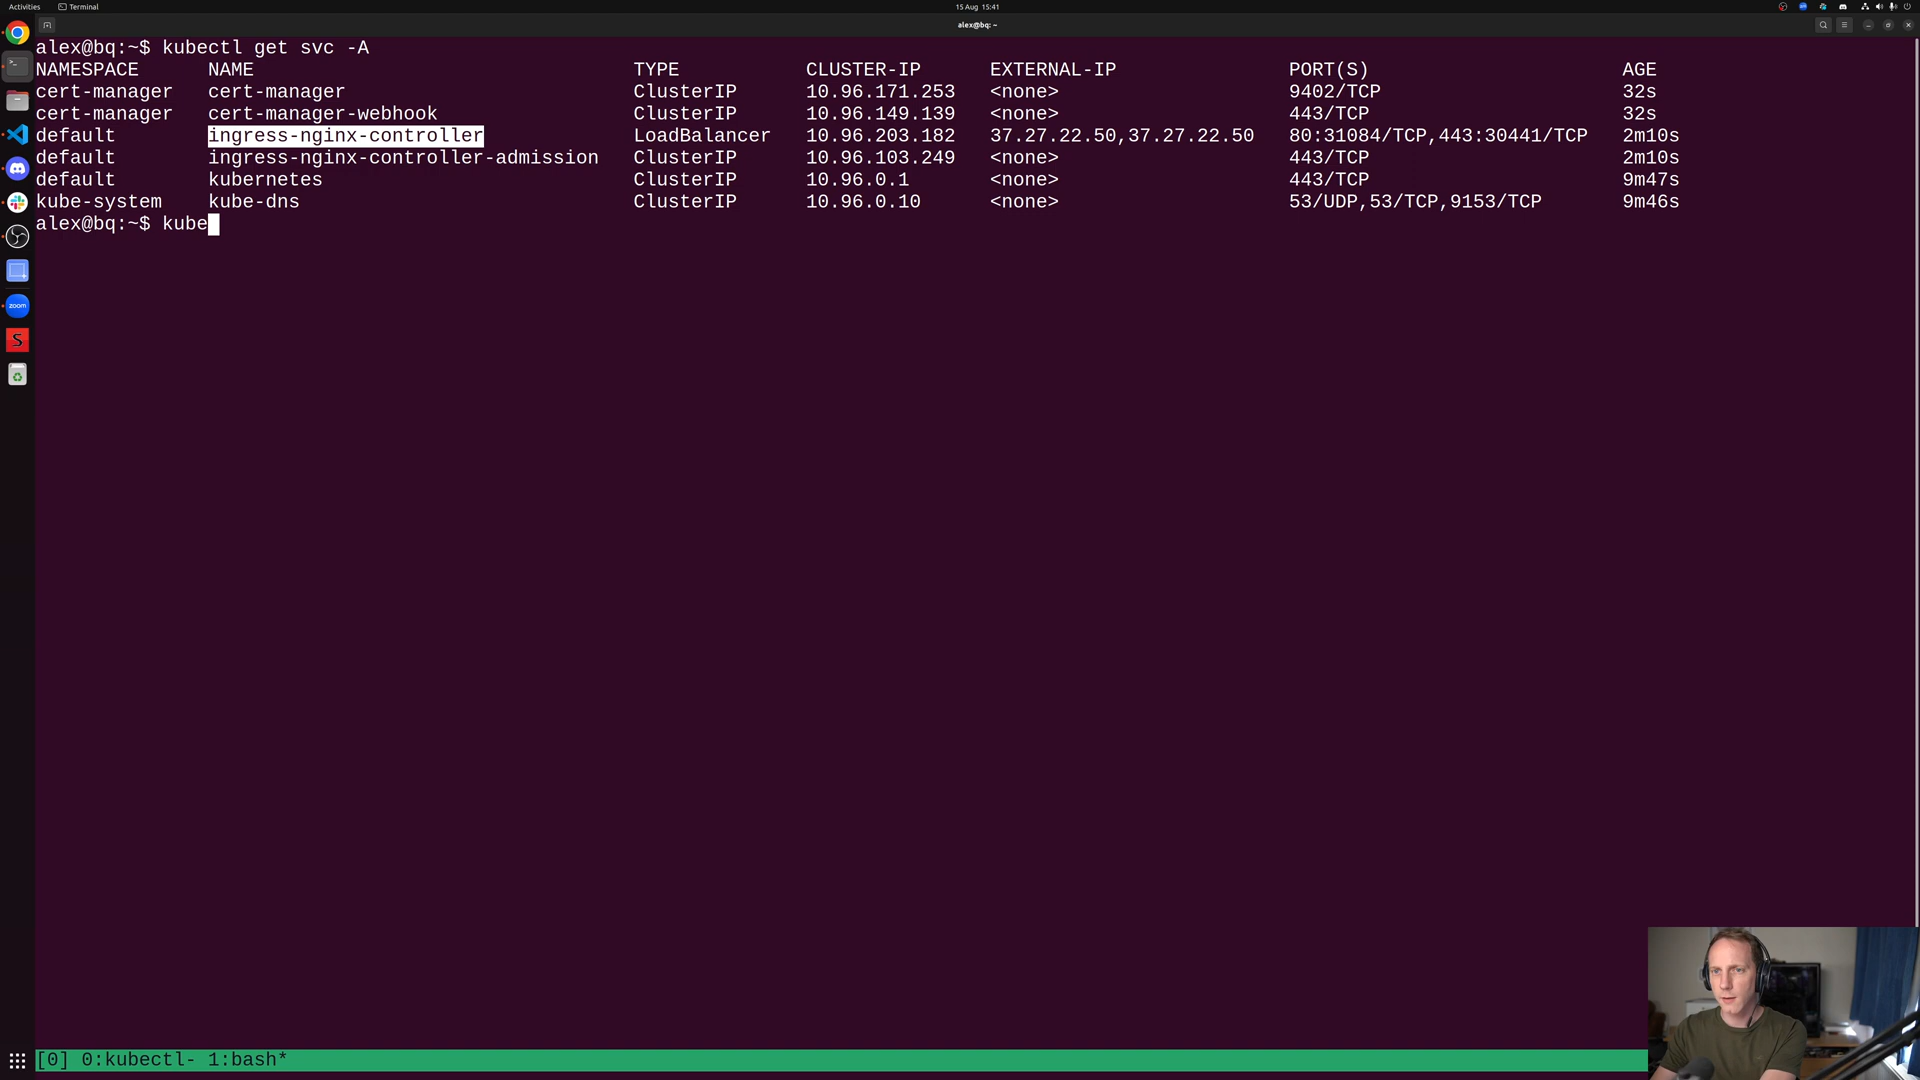 Activities Terminal 15 Aug 15:41
alex@bq: ~
alex@bq:~$ kubectl get svc -A
NAMESPACE NAME TYPE CLUSTER-IP EXTERNAL-IP PORT(S) AGE
cert-manager cert-manager ClusterIP 10.96.171.253 <none> 9402/TCP 32s
cert-manager cert-manager-webhook ClusterIP 10.96.149.139 <none> 443/TCP 32s
default ingress-nginx-controller LoadBalancer 10.96.203.182 37.27.22.50,37.27.22.50 80:31084/TCP,443:30441/TCP 2m10s
default ingress-nginx-controller-admission ClusterIP 10.96.103.249 <none> 443/TCP 2m10s
default kubernetes ClusterIP 10.96.0.1 <none> 443/TCP 9m47s
kube-system kube-dns ClusterIP 10.96.0.10 <none> 53/UDP,53/TCP,9153/TCP 9m46s
alex@bq:~$ kube
zoom
S
[0] 0:kubectl- 1:bash*